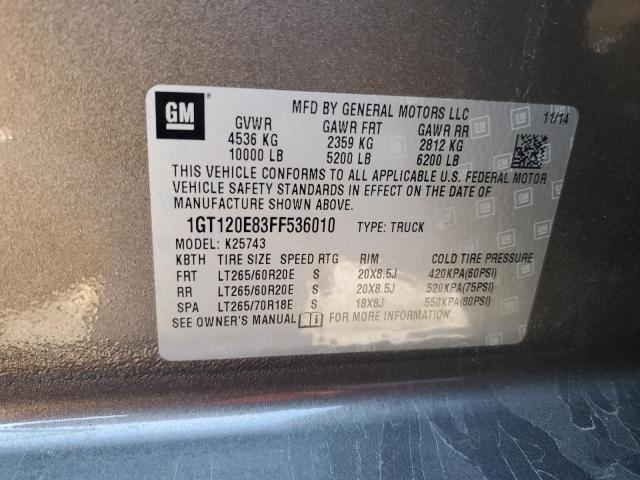 GM
MFD BY GENERAL MOTORS LLC 11/14
GVWR GAWR FRT GAWR RR
4536 KG 2359 KG 2812 KG
10000 LB 5200 LB 6200 LB
THIS VEHICLE CONFORMS TO ALL APPLICABLE U.S. FEDERAL MOTOR
VEHICLE SAFETY STANDARDS IN EFFECT ON THE DATE OF
MANUFACTURE SHOWN ABOVE.
1GT120E83FF536010 TYPE: TRUCK
MODEL: K25743
KBTH TIRE SIZE SPEED RTG RIM COLD TIRE PRESSURE
FRT LT265/60R20E S 20X8.5J 420KPA(60PSI)
RR LT265/60R20E S 20X8.5J 520KPA(75PSI)
SPA LT265/70R18E S 18X8J 550KPA(80PSI)
SEE OWNER'S MANUAL i FOR MORE INFORMATION.